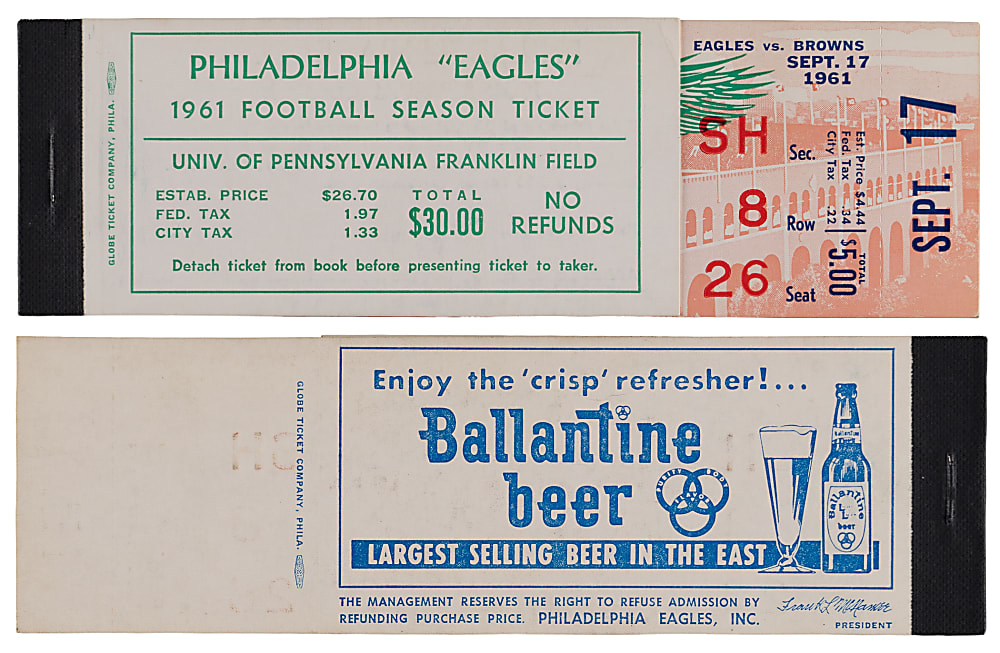 GLOBE TICKET COMPANY, PHILA.
PHILADELPHIA "EAGLES"
1961 FOOTBALL SEASON TICKET
UNIV. OF PENNSYLVANIA FRANKLIN FIELD
ESTAB. PRICE $26.70
FED. TAX 1.97
CITY TAX 1.33
TOTAL
$30.00
NO
REFUNDS
Detach ticket from book before presenting ticket to taker.
EAGLES vs. BROWNS
SEPT. 17
1961
SH Sec.
8 Row
26 Seat
Est. Price $4.44
Fed. Tax .34
City Tax .22
TOTAL
$5.00
SEPT. 17
GLOBE TICKET COMPANY, PHILA.
Enjoy the 'crisp' refresher!...
Ballantine
beer
PURITY BODY
FLAVOR
LARGEST SELLING BEER IN THE EAST
Ballantine
beer
THE MANAGEMENT RESERVES THE RIGHT TO REFUSE ADMISSION BY
REFUNDING PURCHASE PRICE. PHILADELPHIA EAGLES, INC.
PRESIDENT